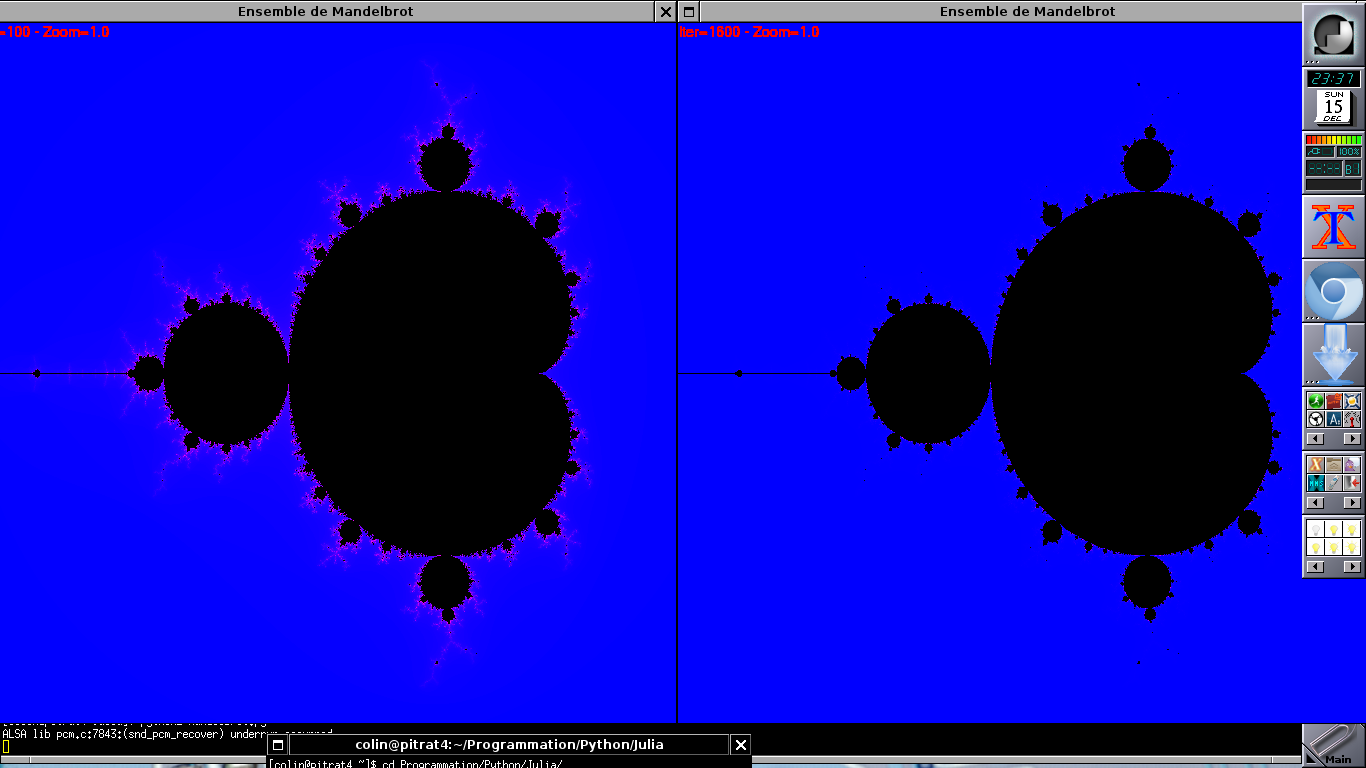 Ensemble de Mandelbrot
=100 - Zoom=1.0
Ensemble de Mandelbrot
Iter=1600 - Zoom=1.0
23:37
SUN
15
DEC
100%
ALSA lib pcm.c:7843:(snd_pcm_recover) underrun occurred
colin@pitrat4:~/Programmation/Python/Julia
[colin@pitrat4 ~]$ cd Programmation/Python/Julia/
Main